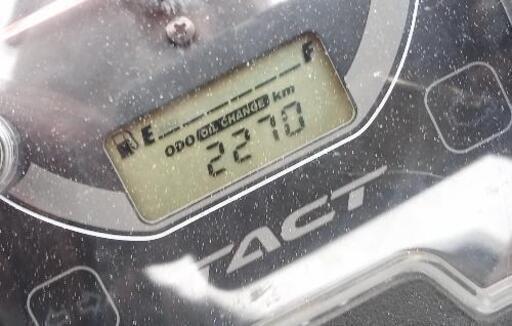 E F
ODO OIL CHANGE km
2270
TACT